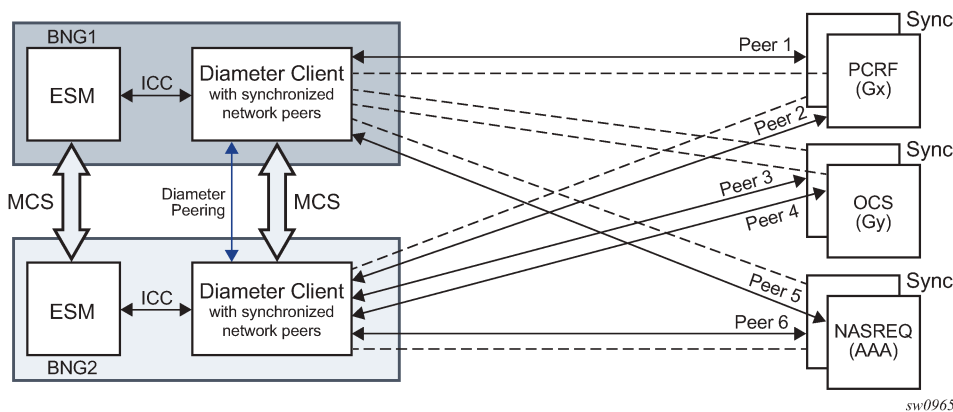 BNG1
ESM
ICC
Diameter Client
with synchronized
network peers
MCS
Diameter
Peering
MCS
ESM
ICC
Diameter Client
with synchronized
network peers
BNG2
Peer 1
Peer 2
Peer 3
Peer 4
Peer 5
Peer 6
Sync
PCRF
(Gx)
Sync
OCS
(Gy)
Sync
NASREQ
(AAA)
sw0965